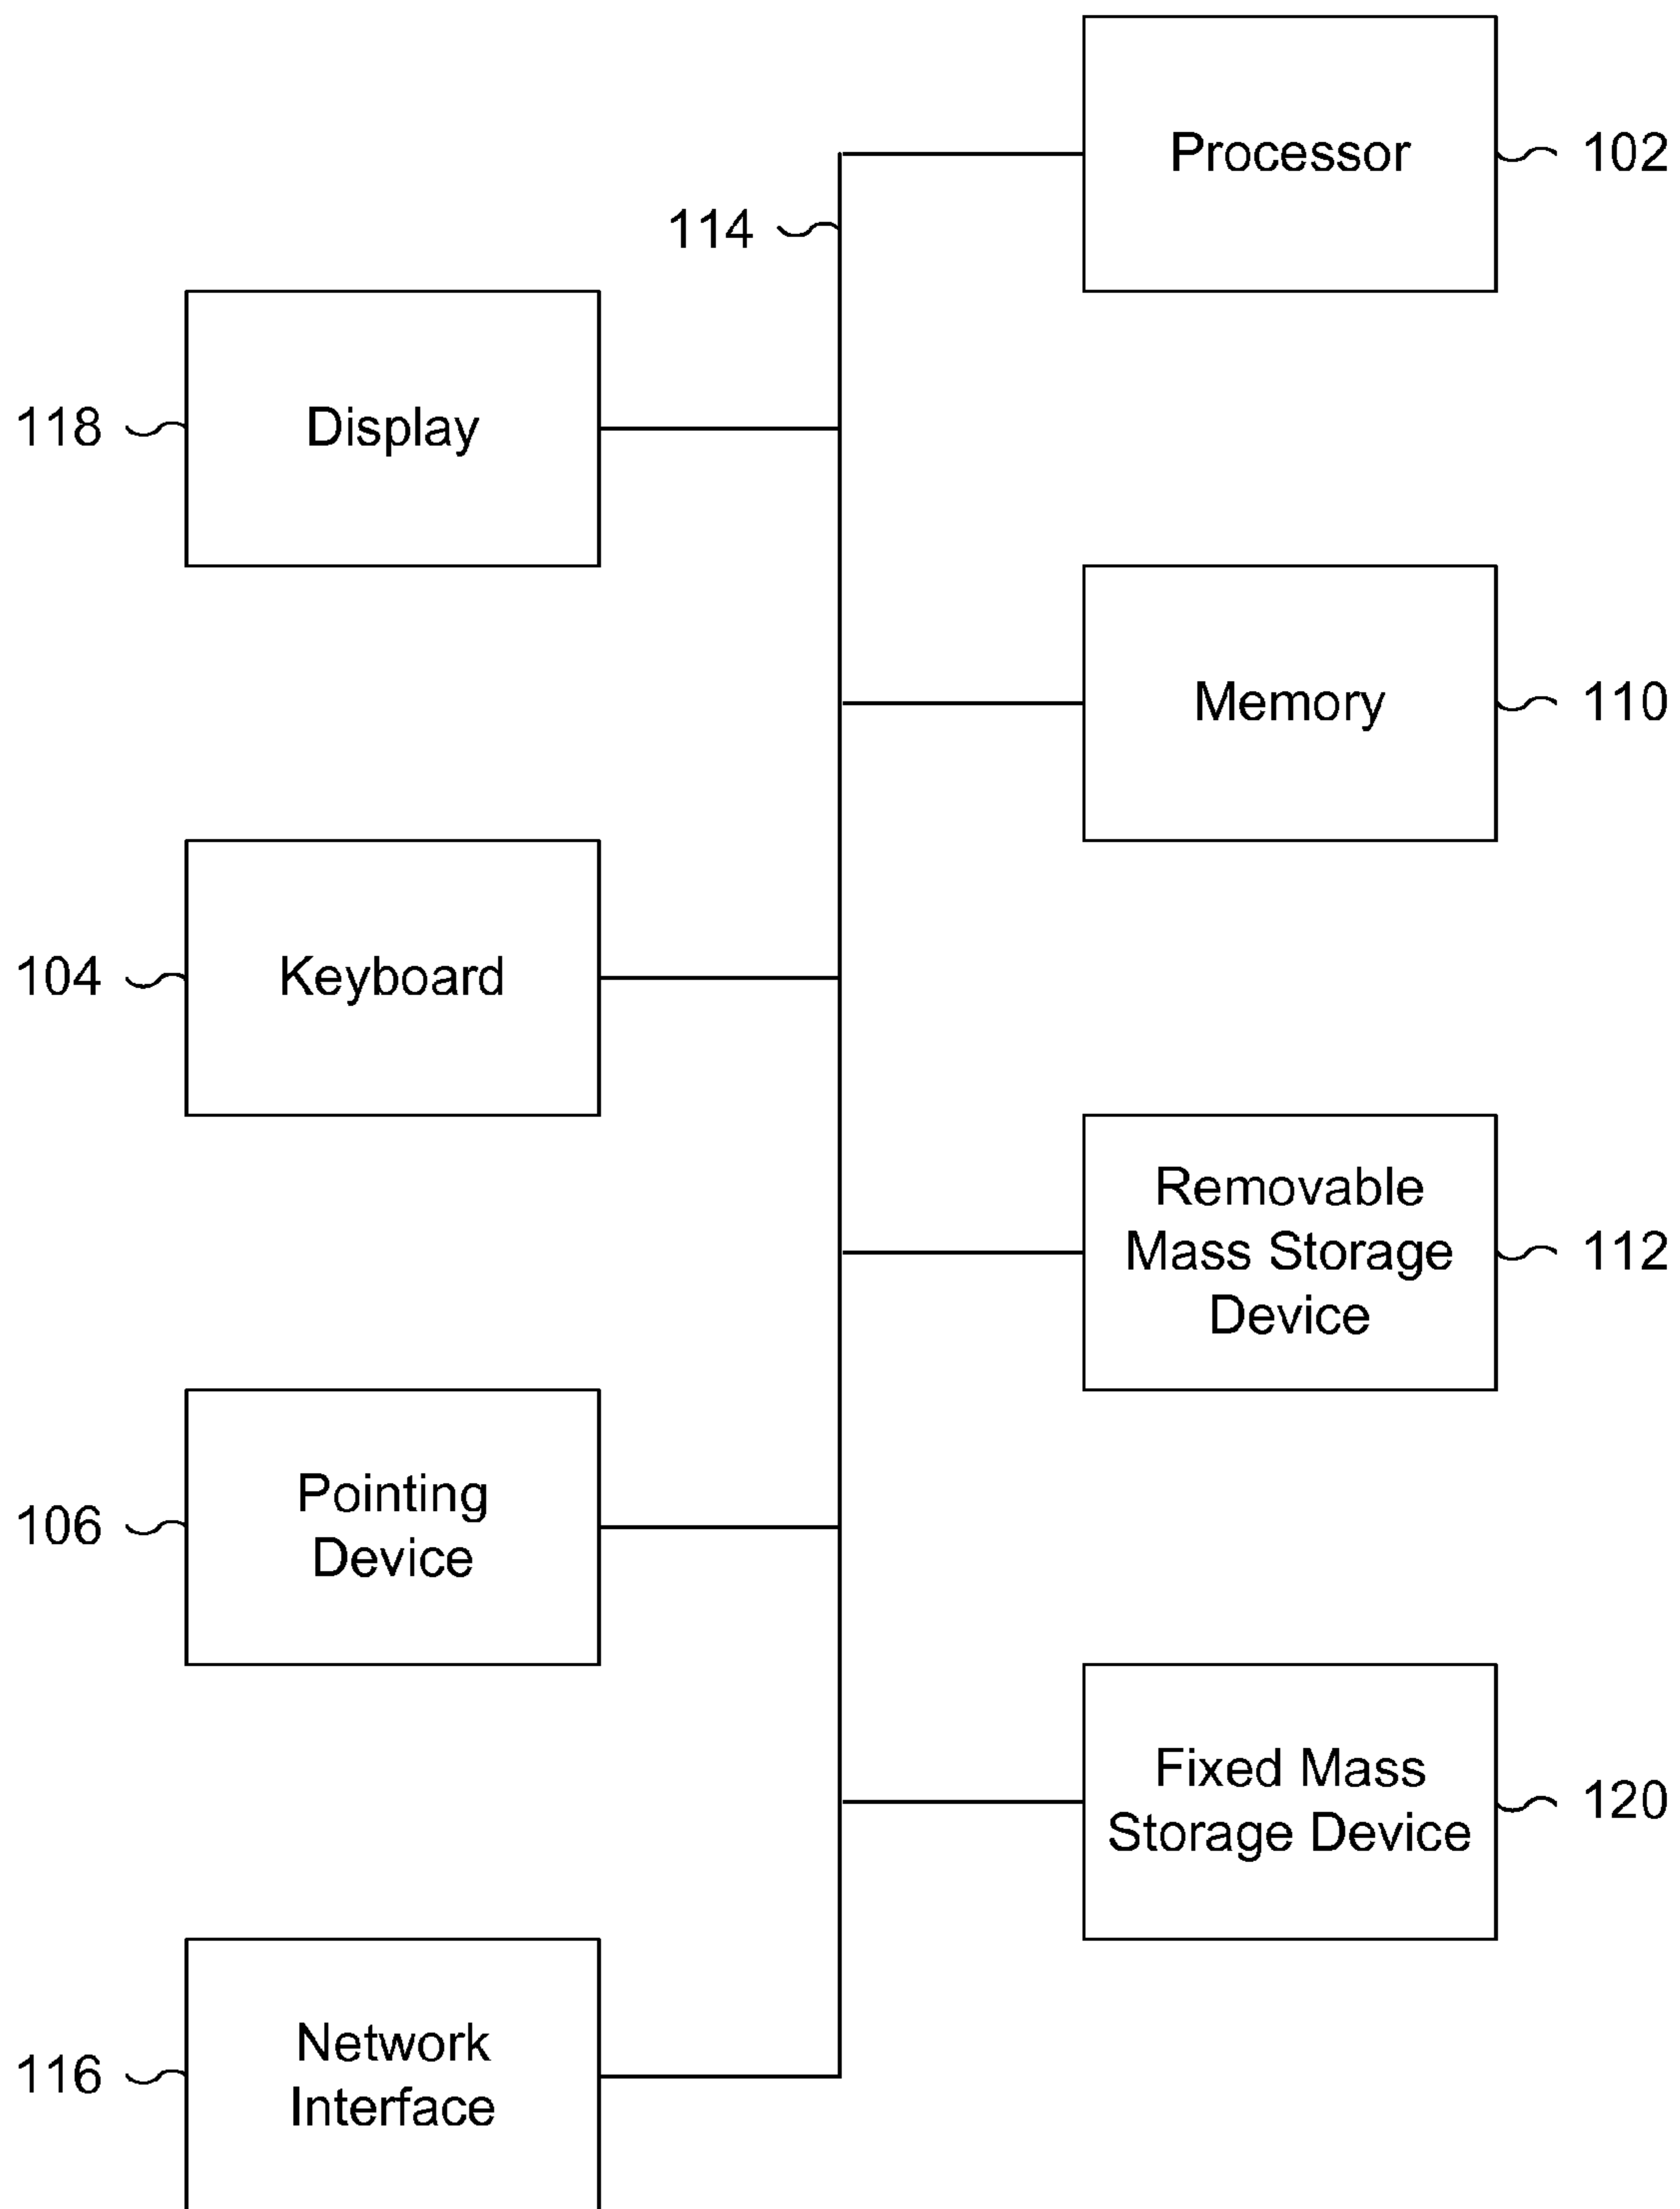 Processor
102
114
118
Display
Memory
110
104
Keyboard
Removable
Mass Storage
Device
112
106
Pointing
Device
Fixed Mass
Storage Device
120
116
Network
Interface